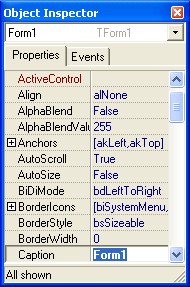 Object Inspector
Form1 TForm1
Properties Events
ActiveControl
Align alNone
AlphaBlend False
AlphaBlendValu 255
Anchors [akLeft,akTop]
AutoScroll True
AutoSize False
BiDiMode bdLeftToRight
BorderIcons [biSystemMenu,
BorderStyle bsSizeable
BorderWidth 0
Caption Form1
All shown